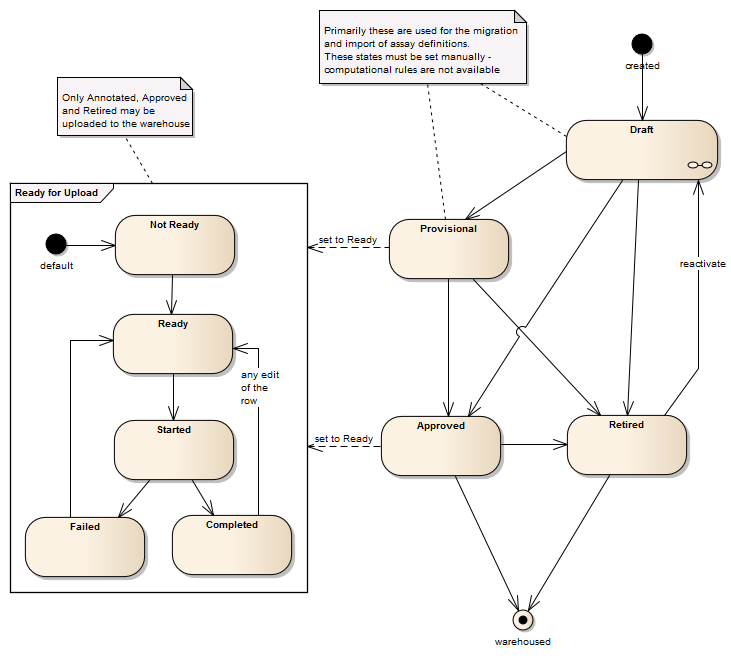 Primarily these are used for the migration
and import of assay definitions.
These states must be set manually -
computational rules are not available
created
Only Annotated, Approved
and Retired may be
uploaded to the warehouse
Draft
Ready for Upload
Not Ready
Provisional
default
set to Ready
reactivate
Ready
any edit
of the
row
Started
Approved
Retired
set to Ready
Failed
Completed
warehoused